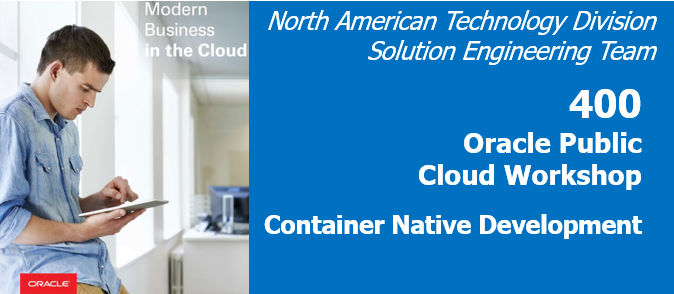 Modern
Business
in the Cloud
North American Technology Division
Solution Engineering Team
400
Oracle Public
Cloud Workshop
Container Native Development
ORACLE